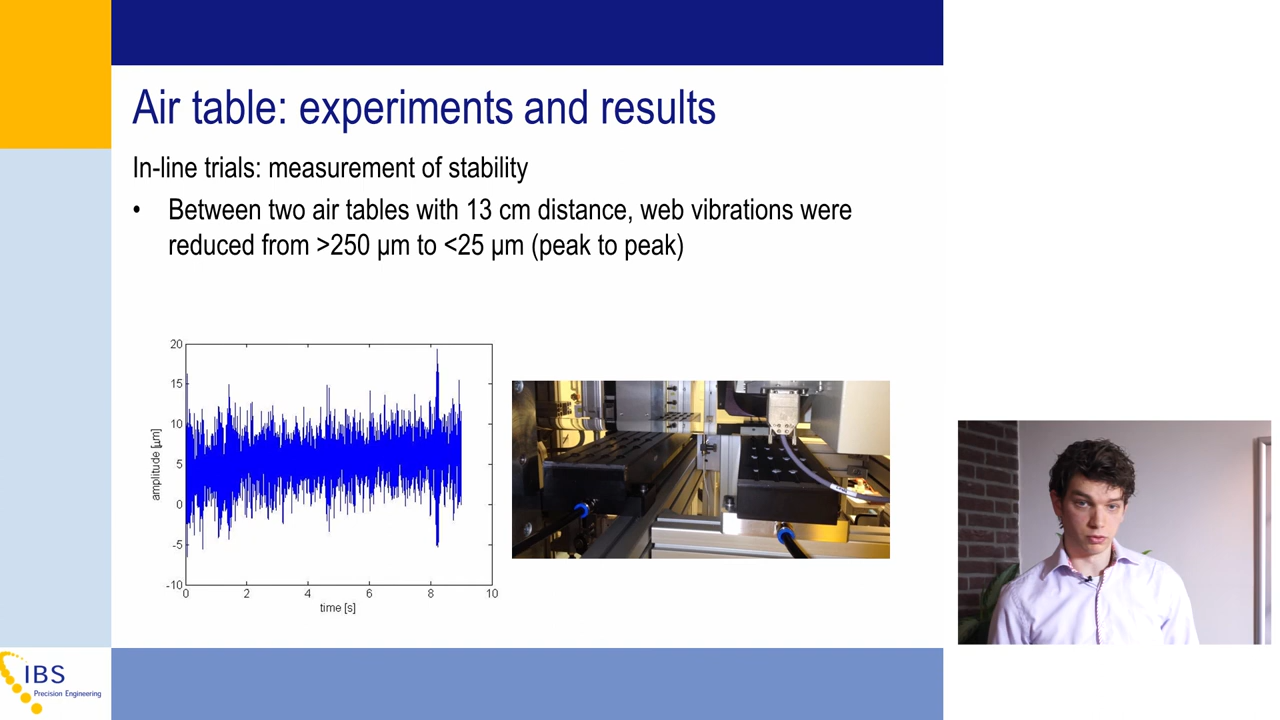 Air table: experiments and results
In-line trials: measurement of stability
• Between two air tables with 13 cm distance, web vibrations were
reduced from >250 µm to <25 µm (peak to peak)
20
15
10
5
0
-5
-10
amplitude [µm]
0 2 4 6 8 10
time [s]
IBS
Precision Engineering